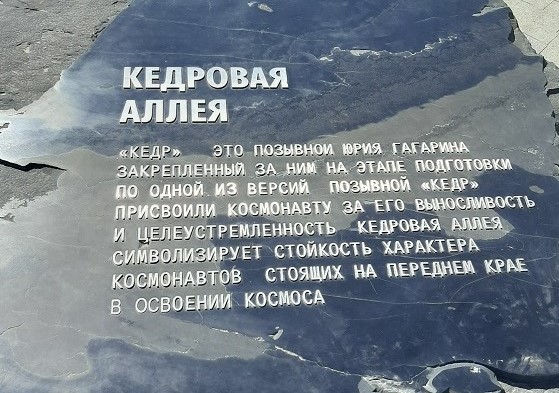 КЕДРОВАЯ
АЛЛЕЯ
«КЕДР» ЭТО ПОЗЫВНОЙ ЮРИЯ ГАГАРИНА
ЗАКРЕПЛЕННЫЙ ЗА НИМ НА ЭТАПЕ ПОДГОТОВКИ
ПО ОДНОЙ ИЗ ВЕРСИЙ ПОЗЫВНОЙ «КЕДР»
ПРИСВОИЛИ КОСМОНАВТУ ЗА ЕГО ВЫНОСЛИВОСТЬ
И ЦЕЛЕУСТРЕМЛЕННОСТЬ КЕДРОВАЯ АЛЛЕЯ
СИМВОЛИЗИРУЕТ СТОЙКОСТЬ ХАРАКТЕРА
КОСМОНАВТОВ СТОЯЩИХ НА ПЕРЕДНЕМ КРАЕ
В ОСВОЕНИИ КОСМОСА